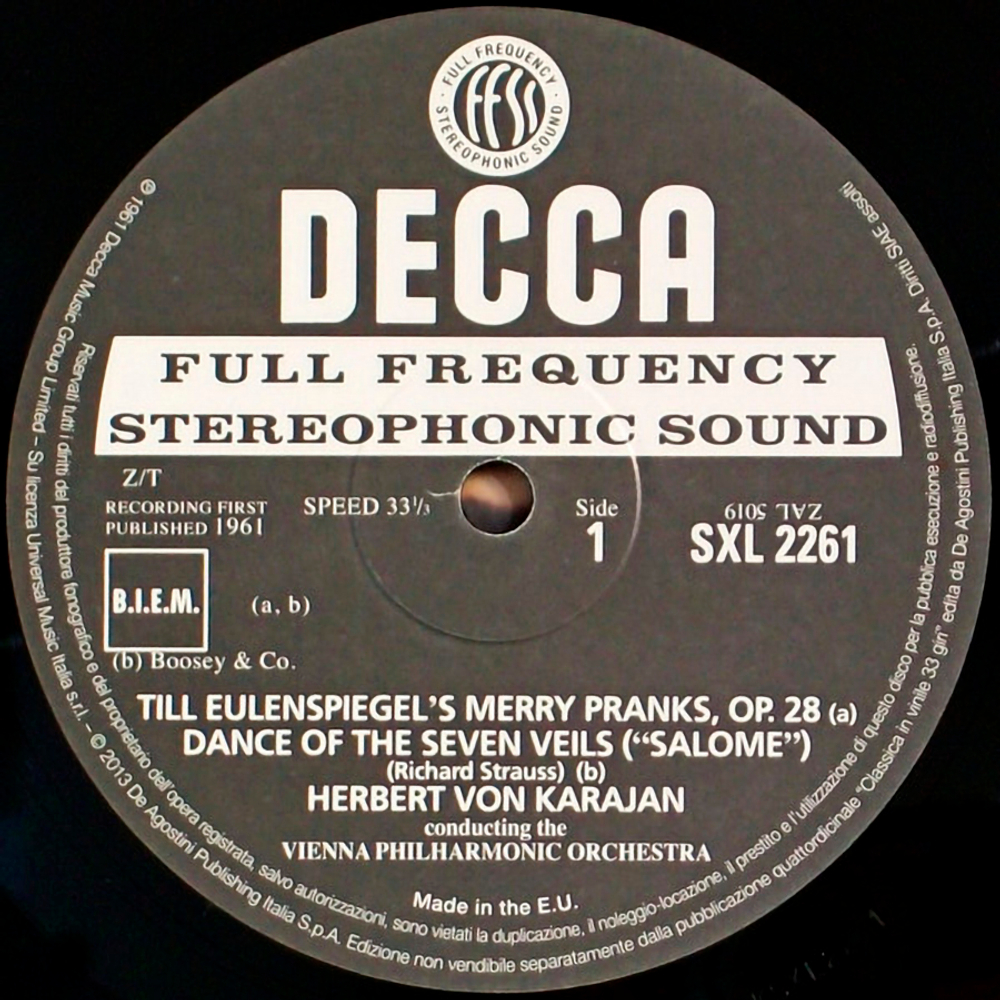 · FULL FREQUENCY ·
STEREOPHONIC SOUND
FFSS
DECCA
FULL FREQUENCY
STEREOPHONIC SOUND
Z/T
RECORDING FIRST
PUBLISHED 1961
SPEED 33⅓
Side
1
ZAL 5019
SXL 2261
B.I.E.M.
(a, b)
(b) Boosey & Co.
TILL EULENSPIEGEL'S MERRY PRANKS, OP. 28 (a)
DANCE OF THE SEVEN VEILS (“SALOME”)
(Richard Strauss) (b)
HERBERT VON KARAJAN
conducting the
VIENNA PHILHARMONIC ORCHESTRA
Made in the E.U.
℗ 1961 Decca Music Group Limited – Su licenza Universal Music Italia s.r.l. – © 2013 De Agostini Publishing Italia S.p.A. Edizione non vendibile separatamente dalla pubblicazione quattordicinale “Classica in vinile 33 giri” edita da De Agostini Publishing Italia S.p.A. Diritti SIAE assolti
Riservati tutti i diritti del produttore fonografico e del proprietario dell'opera registrata, salvo autorizzazioni, sono vietati la duplicazione, il noleggio-locazione, il prestito e l'utilizzazione di questo disco per la pubblica esecuzione e radiodiffusione.